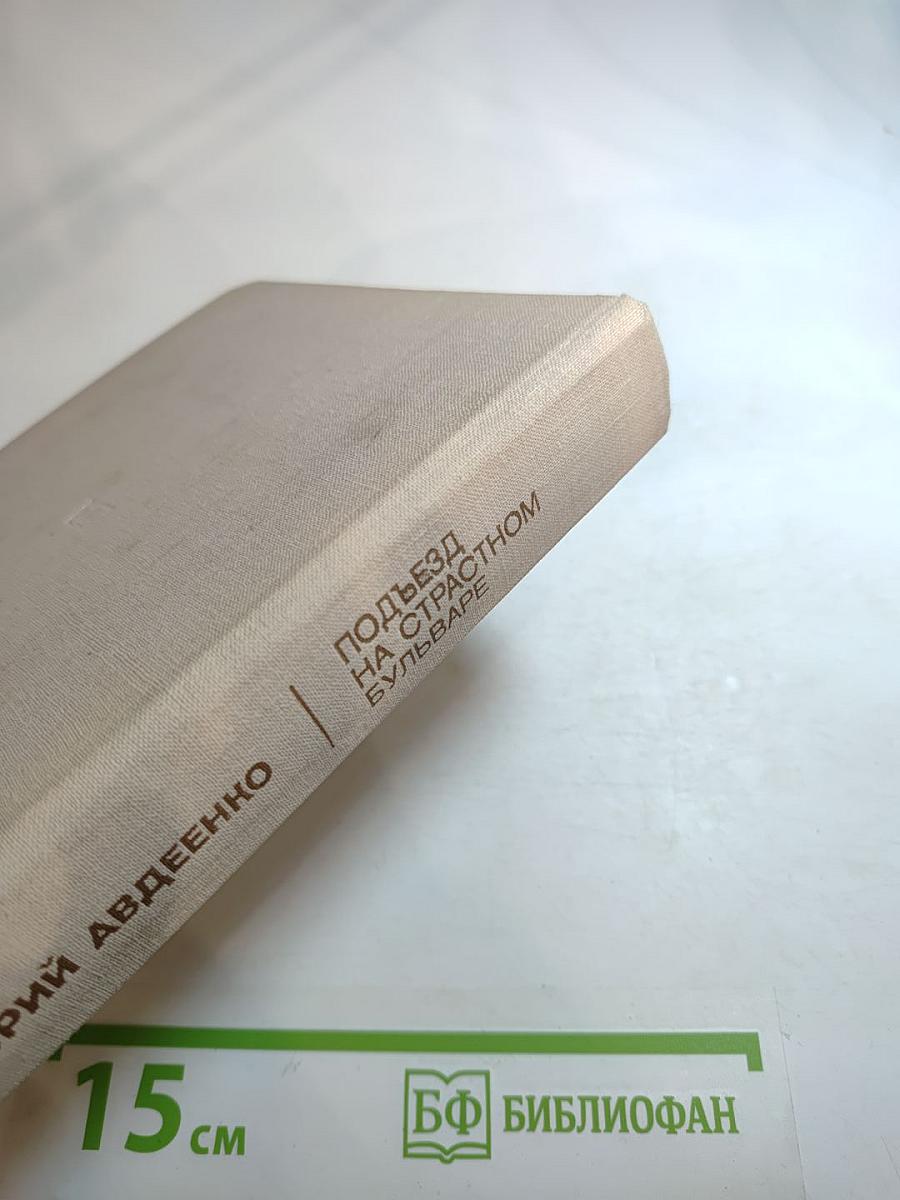 ПОДЪЕЗД
НА СТРАСТНОМ
БУЛЬВАРЕ
РИЙ АВДЕЕНКО
15 см
БФ БИБЛИОФАН